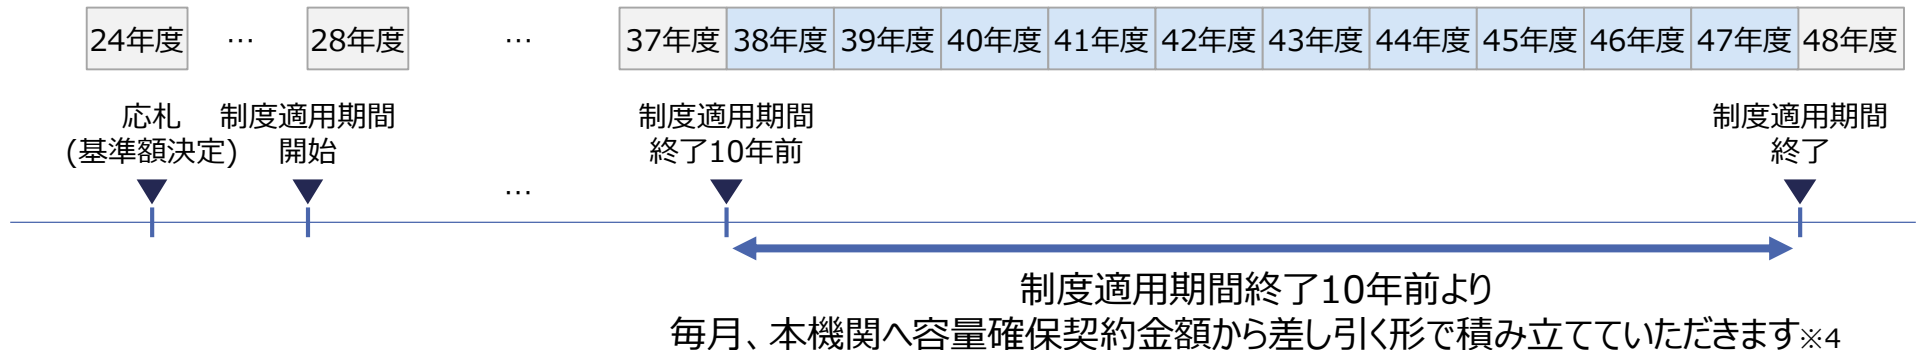 24年度 … 28年度 … 37年度 38年度 39年度 40年度 41年度 42年度 43年度 44年度 45年度 46年度 47年度 48年度
応札
(基準額決定)
制度適用期間
開始
…
制度適用期間
終了10年前
制度適用期間
終了
制度適用期間終了10年前より
毎月、本機関へ容量確保契約金額から差し引く形で積み立てていただきます※4